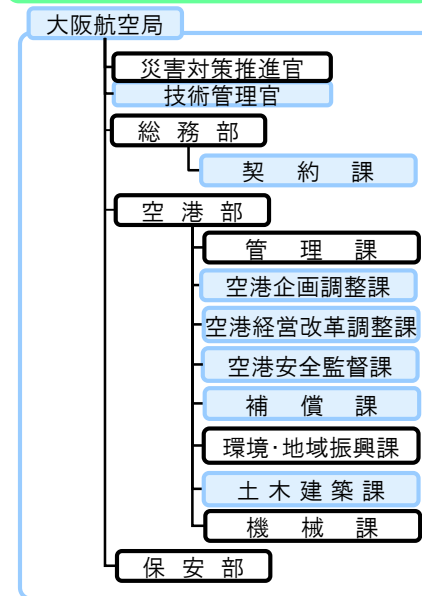 大阪航空局
災害対策推進官
技術管理官
総務部
契約課
空港部
管理課
空港企画調整課
空港経営改革調整課
空港安全監督課
補償課
環境・地域振興課
土木建築課
機械課
保安部